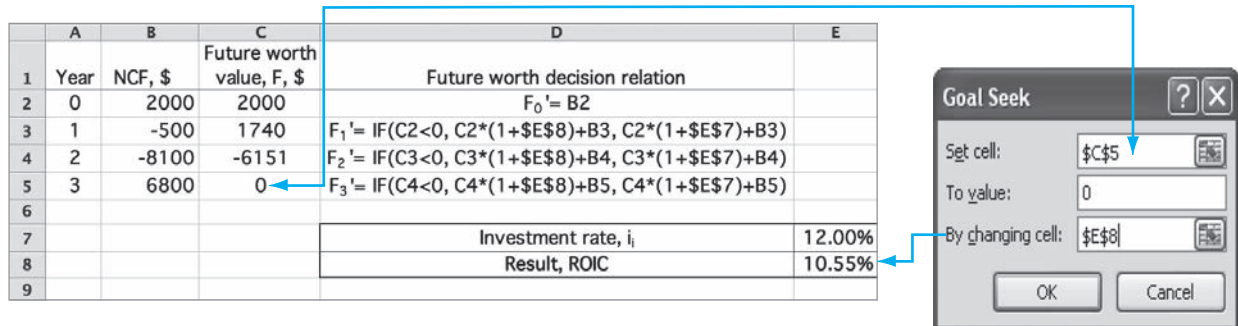 A B C D E
Future worth
1 Year NCF, $ value, F, $ Future worth decision relation
2 0 2000 2000 F₀'= B2
3 1 -500 1740 F₁'= IF(C2<0, C2*(1+$E$8)+B3, C2*(1+$E$7)+B3)
4 2 -8100 -6151 F₂'= IF(C3<0, C3*(1+$E$8)+B4, C3*(1+$E$7)+B4)
5 3 6800 0 F₃'= IF(C4<0, C4*(1+$E$8)+B5, C4*(1+$E$7)+B5)
6
7 Investment rate, iᵢ 12.00%
8 Result, ROIC 10.55%
9
Goal Seek ? X
Set cell: $C$5
To value: 0
By changing cell: $E$8
OK Cancel